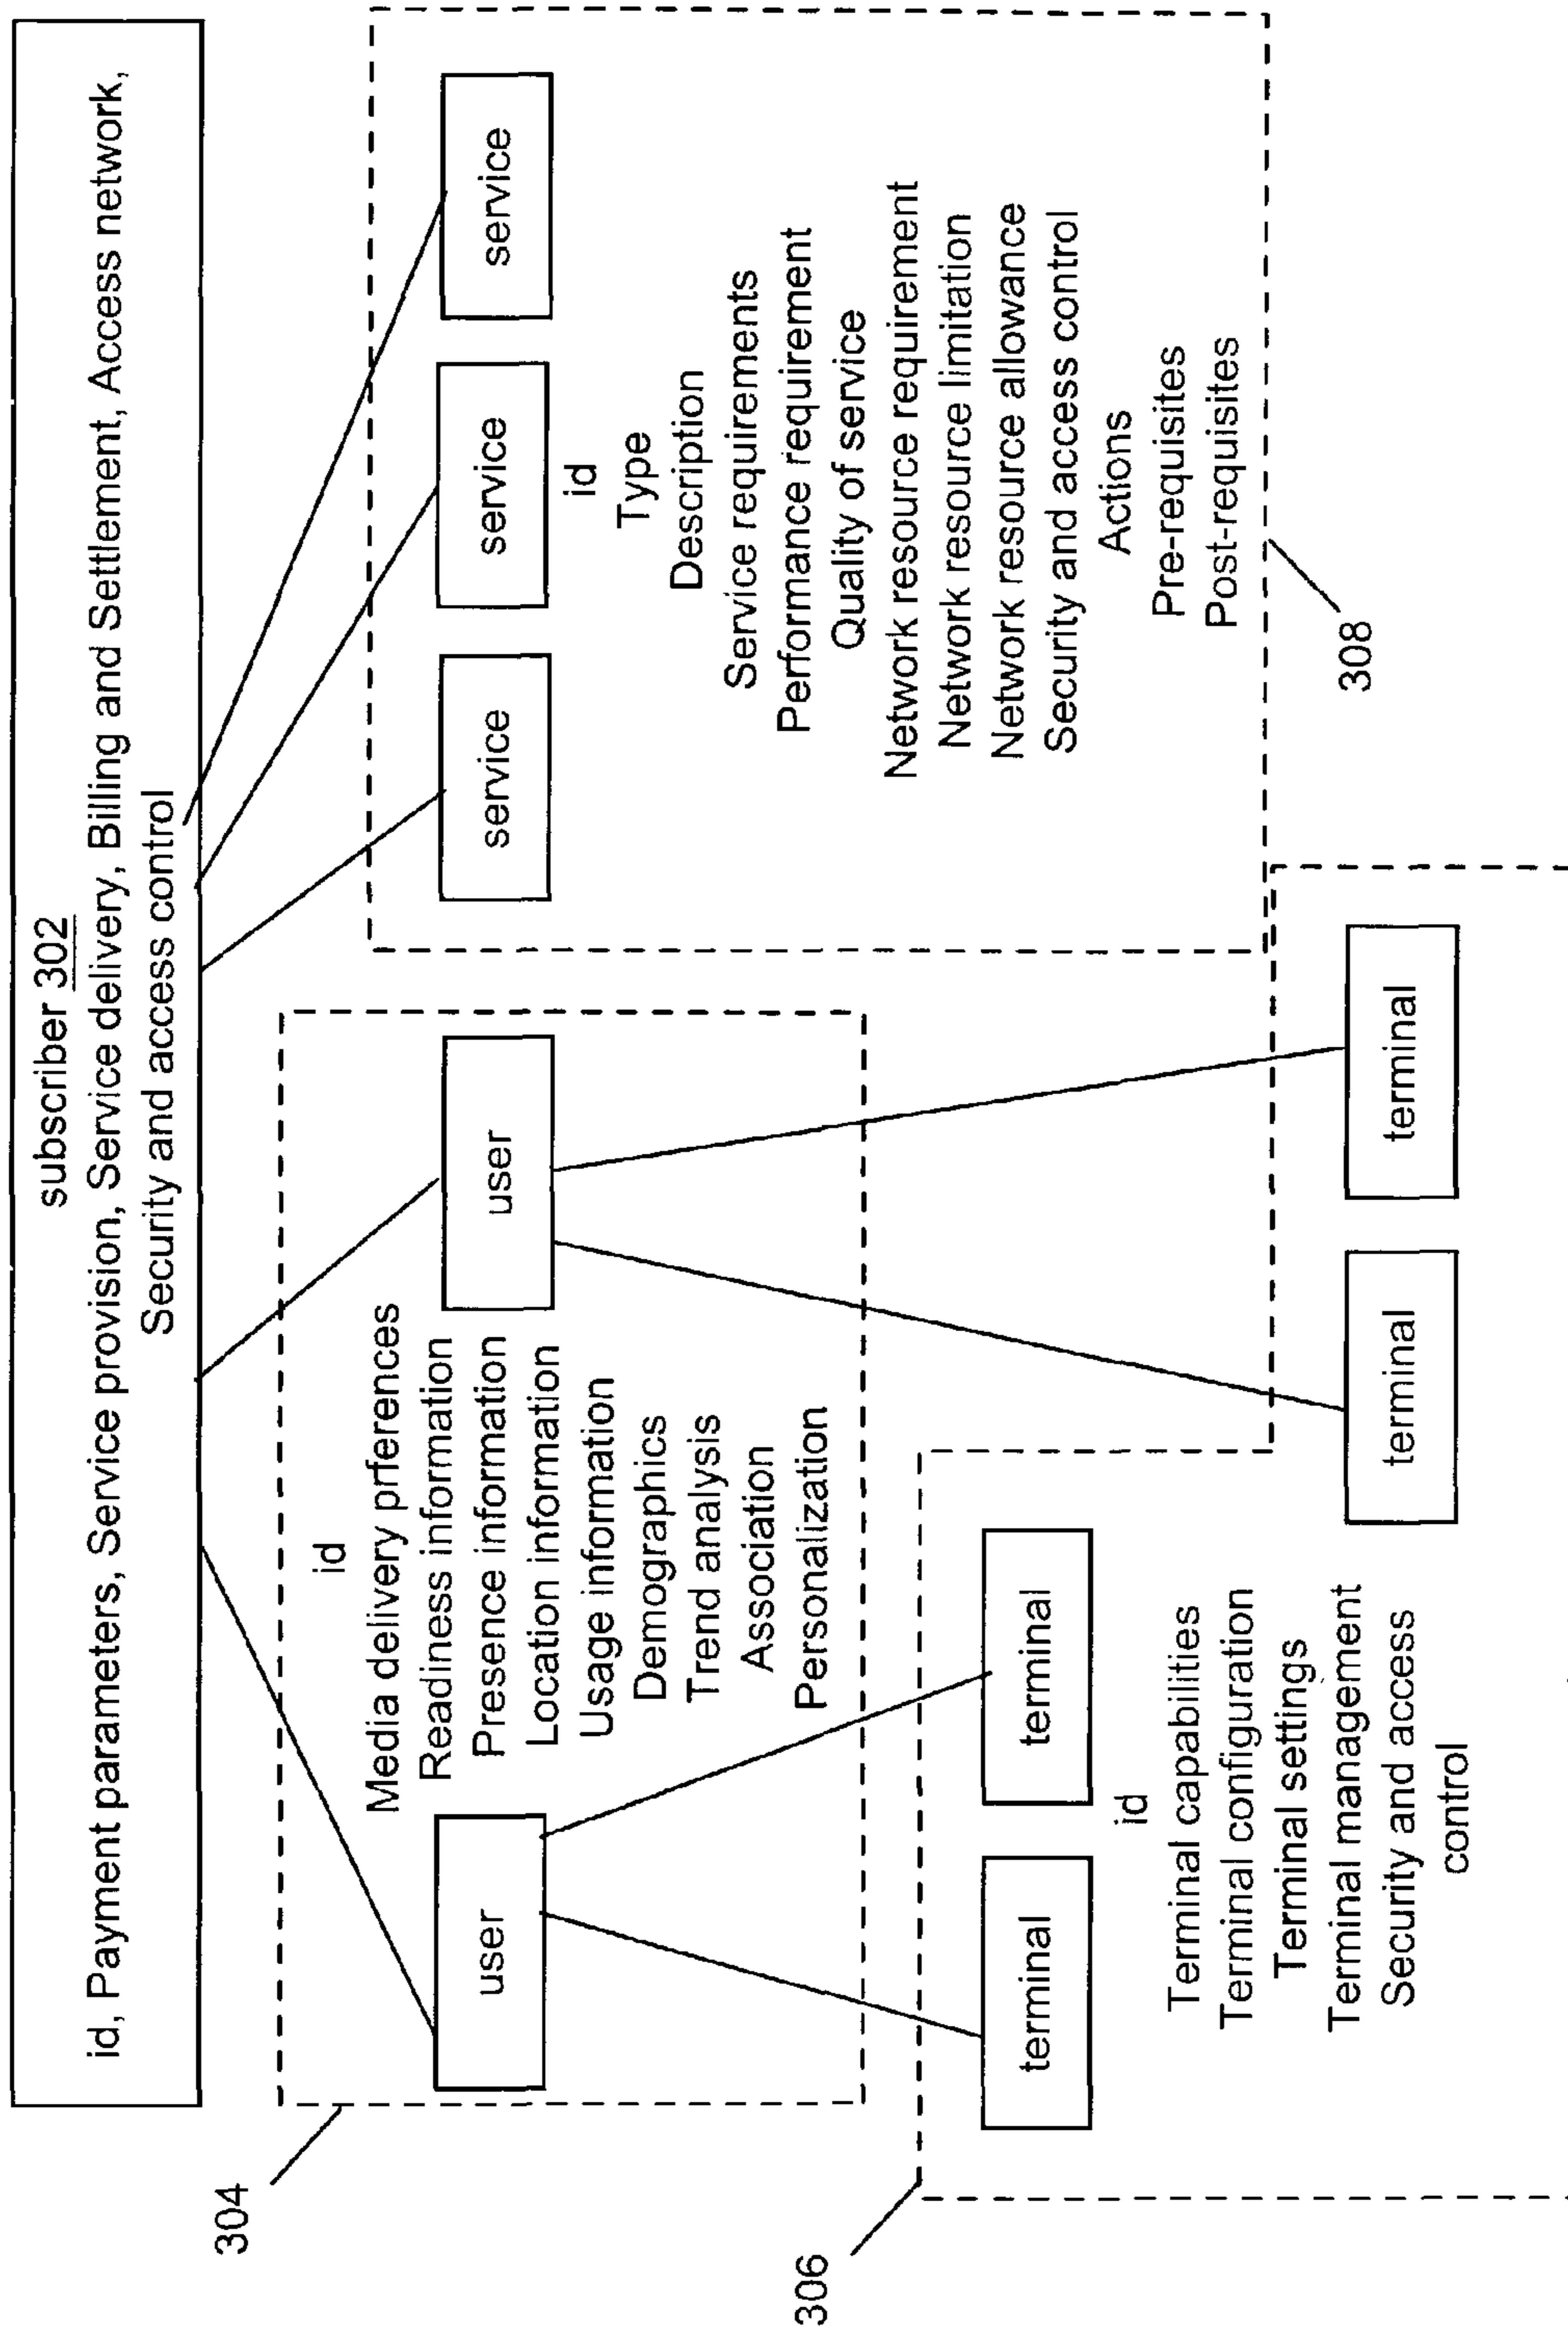 subscriber 302
id, Payment parameters, Service provision, Service delivery, Billing and Settlement, Access network,
Security and access control
304
id
Media delivery prferences
Readiness information
Presence information
Location information
Usage information
Demographics
Trend analysis
Association
Personalization
user
user
service
service
service
id
Type
Description
Service requirements
Performance requirement
Quality of service
Network resource requirement
Network resource limitation
Network resource allowance
Security and access control
Actions
Pre-requisites
Post-requisites
308
306
terminal
terminal
id
Terminal capabilities
Terminal configuration
Terminal settings
Terminal management
Security and access
control
terminal
terminal